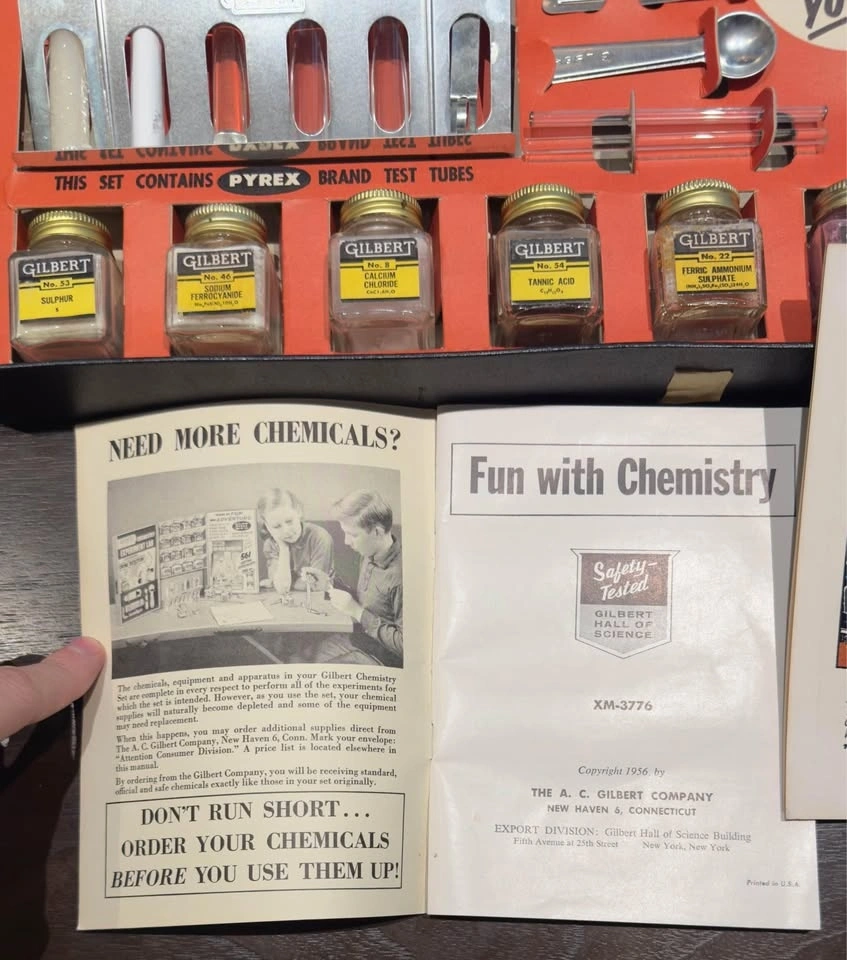 YO
THIS SET CONTAINS PYREX BRAND TEST TUBES
THIS SET CONTAINS PYREX BRAND TEST TUBES
GILBERT
No. 53
SULPHUR
S
GILBERT
No. 46
SODIUM
FERROCYANIDE
GILBERT
No. 8
CALCIUM
CHLORIDE
GILBERT
No. 54
TANNIC ACID
GILBERT
No. 22
FERRIC AMMONIUM
SULPHATE
NEED MORE CHEMICALS?
The chemicals, equipment and apparatus in your Gilbert Chemistry
Set are complete in every respect to perform all of the experiments for
which the set is intended. However, as you use the set, your chemical
supplies will naturally become depleted and some of the equipment
may need replacement.
When this happens, you may order additional supplies direct from
The A. C. Gilbert Company, New Haven 6, Conn. Mark your envelope:
"Attention Consumer Division." A price list is located elsewhere in
this manual.
By ordering from the Gilbert Company, you will be receiving standard,
official and safe chemicals exactly like those in your set originally.
DON'T RUN SHORT...
ORDER YOUR CHEMICALS
BEFORE YOU USE THEM UP!
Fun with Chemistry
Safety-
Tested
GILBERT
HALL OF
SCIENCE
XM-3776
Copyright 1956 by
THE A. C. GILBERT COMPANY
NEW HAVEN 6, CONNECTICUT
EXPORT DIVISION: Gilbert Hall of Science Building
Fifth Avenue at 25th Street New York, New York
Printed in U.S.A.